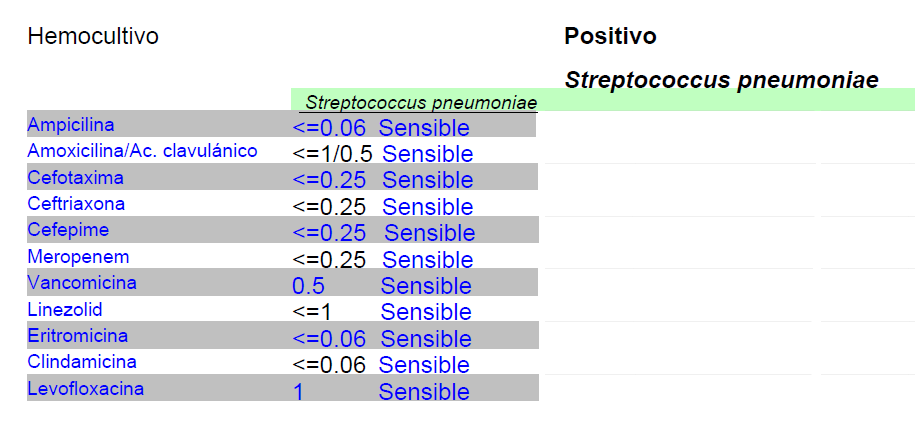 Hemocultivo Positivo
Streptococcus pneumoniae
Streptococcus pneumoniae
Ampicilina <=0.06 Sensible
Amoxicilina/Ac. clavulánico <=1/0.5 Sensible
Cefotaxima <=0.25 Sensible
Ceftriaxona <=0.25 Sensible
Cefepime <=0.25 Sensible
Meropenem <=0.25 Sensible
Vancomicina 0.5 Sensible
Linezolid <=1 Sensible
Eritromicina <=0.06 Sensible
Clindamicina <=0.06 Sensible
Levofloxacina 1 Sensible